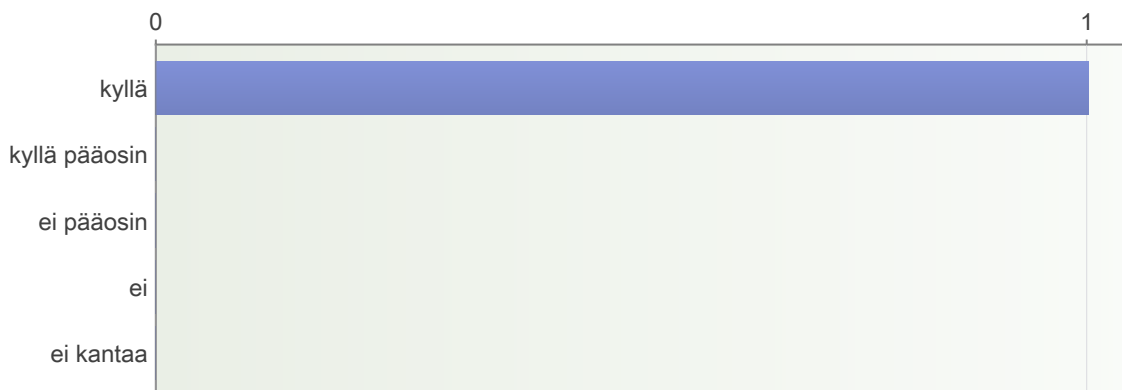 0 1
kyllä
kyllä pääosin
ei pääosin
ei
ei kantaa